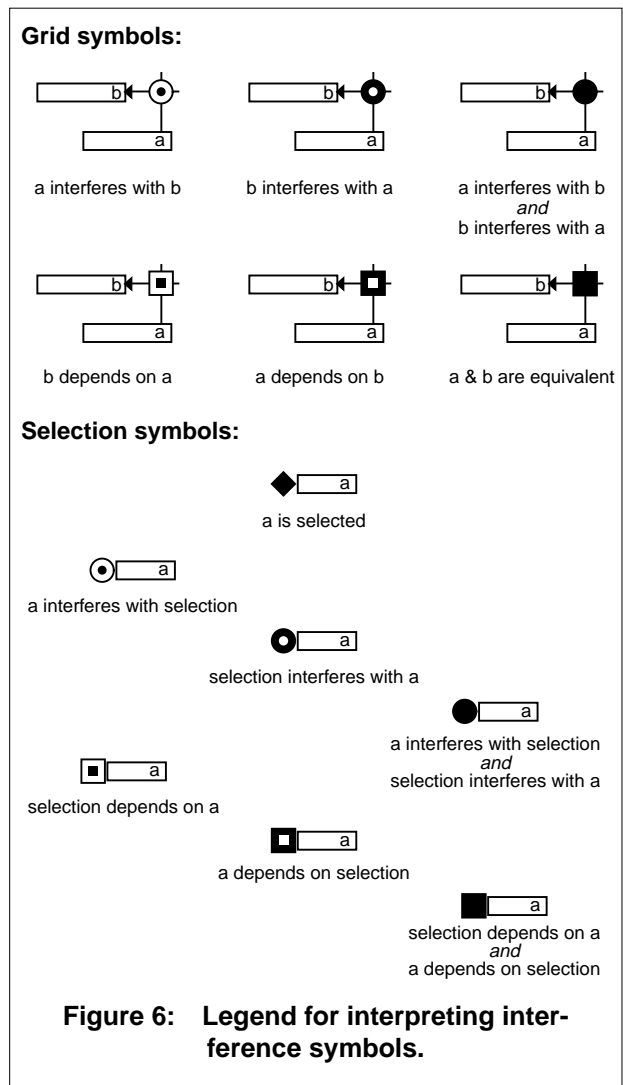 Grid symbols:
b b b
a a a
a interferes with b b interferes with a a interferes with b
and
b interferes with a
b b b
a a a
b depends on a a depends on b a & b are equivalent
Selection symbols:
a
a is selected
a
a interferes with selection
a
selection interferes with a
a
a interferes with selection
and
selection interferes with a
a
selection depends on a
a
a depends on selection
a
selection depends on a
and
a depends on selection
Figure 6: Legend for interpreting inter-
ference symbols.